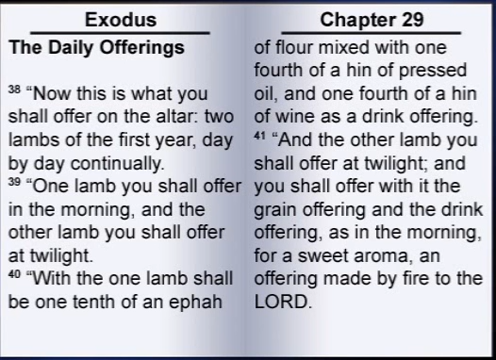 Exodus
The Daily Offerings
38 “Now this is what you
shall offer on the altar: two
lambs of the first year, day
by day continually.
39 “One lamb you shall offer
in the morning, and the
other lamb you shall offer
at twilight.
40 “With the one lamb shall
be one tenth of an ephah
Chapter 29
of flour mixed with one
fourth of a hin of pressed
oil, and one fourth of a hin
of wine as a drink offering.
41 “And the other lamb you
shall offer at twilight; and
you shall offer with it the
grain offering and the drink
offering, as in the morning,
for a sweet aroma, an
offering made by fire to the
LORD.